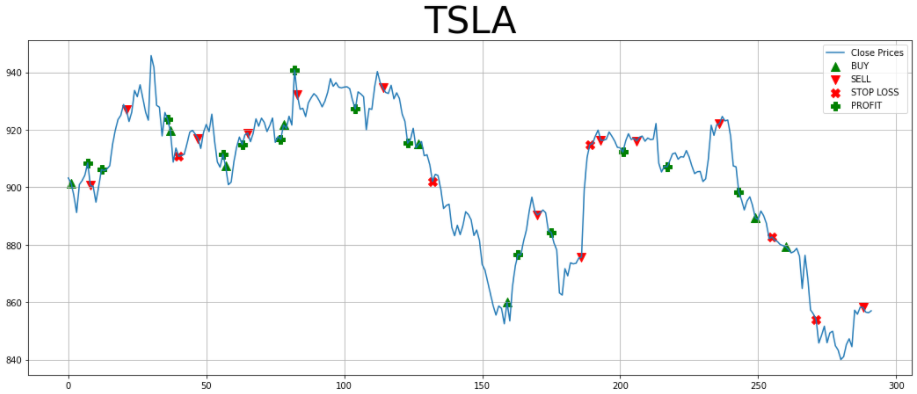 TSLA
Close Prices
BUY
SELL
STOP LOSS
PROFIT
940
920
900
880
860
840
0
50
100
150
200
250
300